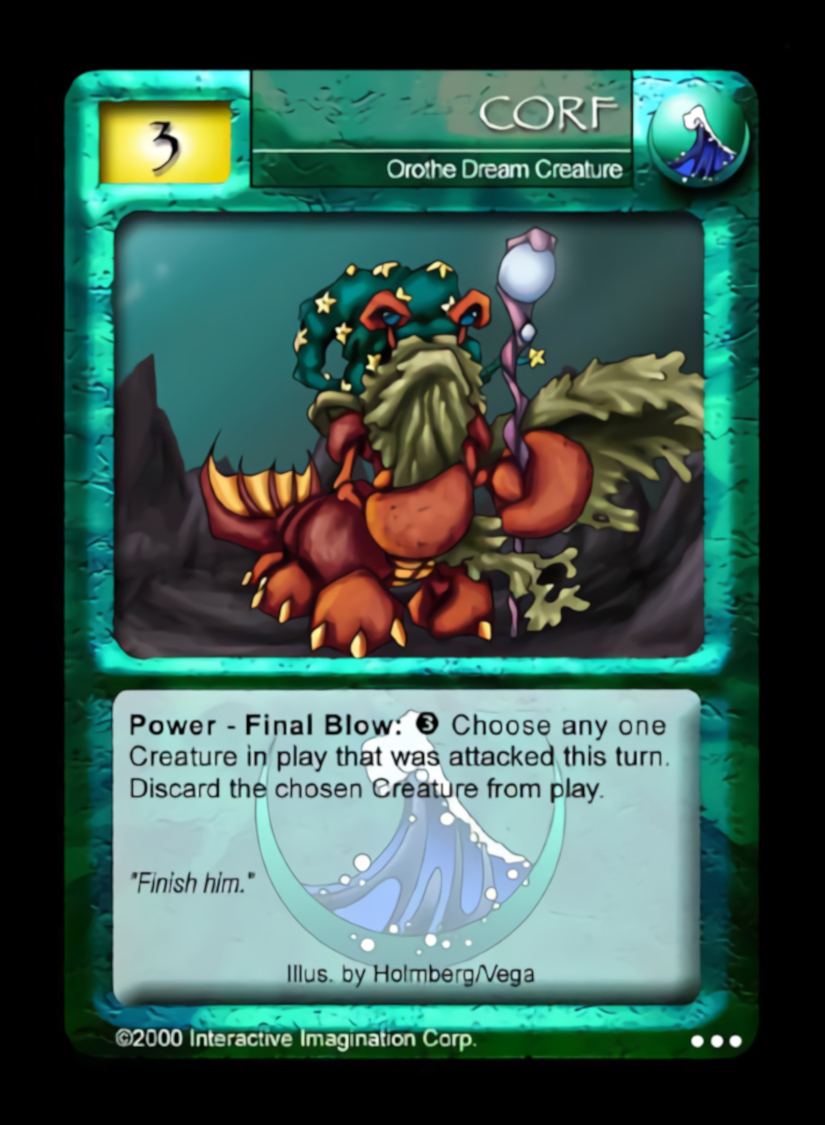 3
CORF
Orothe Dream Creature
Power - Final Blow: ❸ Choose any one
Creature in play that was attacked this turn.
Discard the chosen Creature from play.
"Finish him."
Illus. by Holmberg/Vega
©2000 Interactive Imagination Corp.